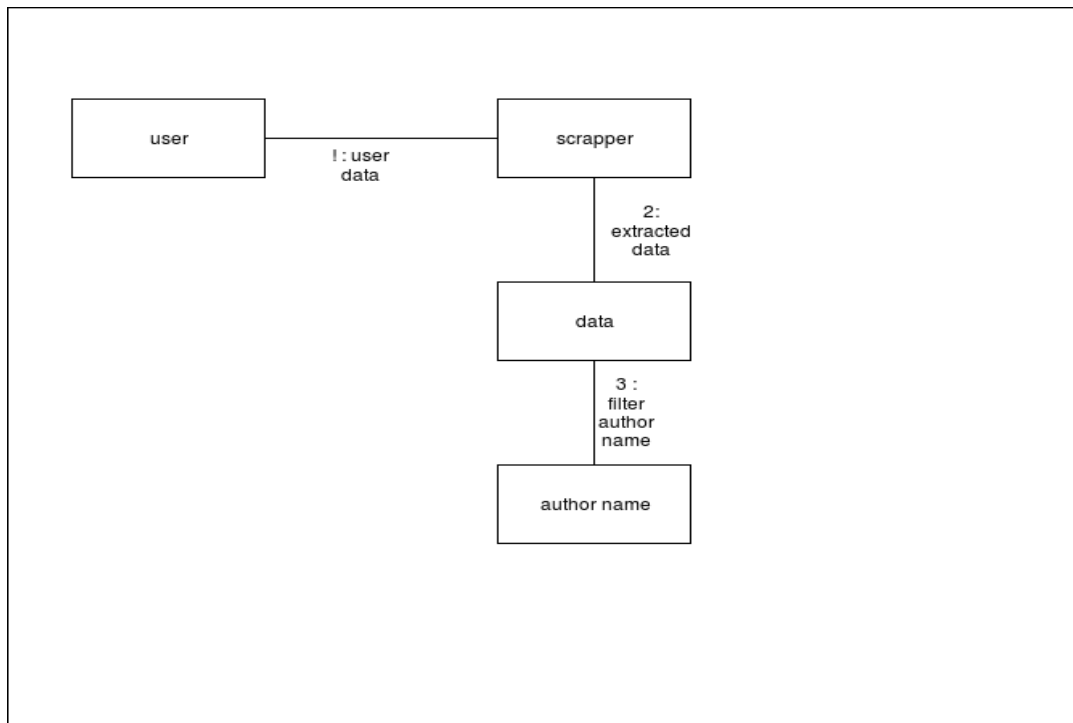 user
scrapper
! : user
data
2:
extracted
data
data
3 :
filter
author
name
author name